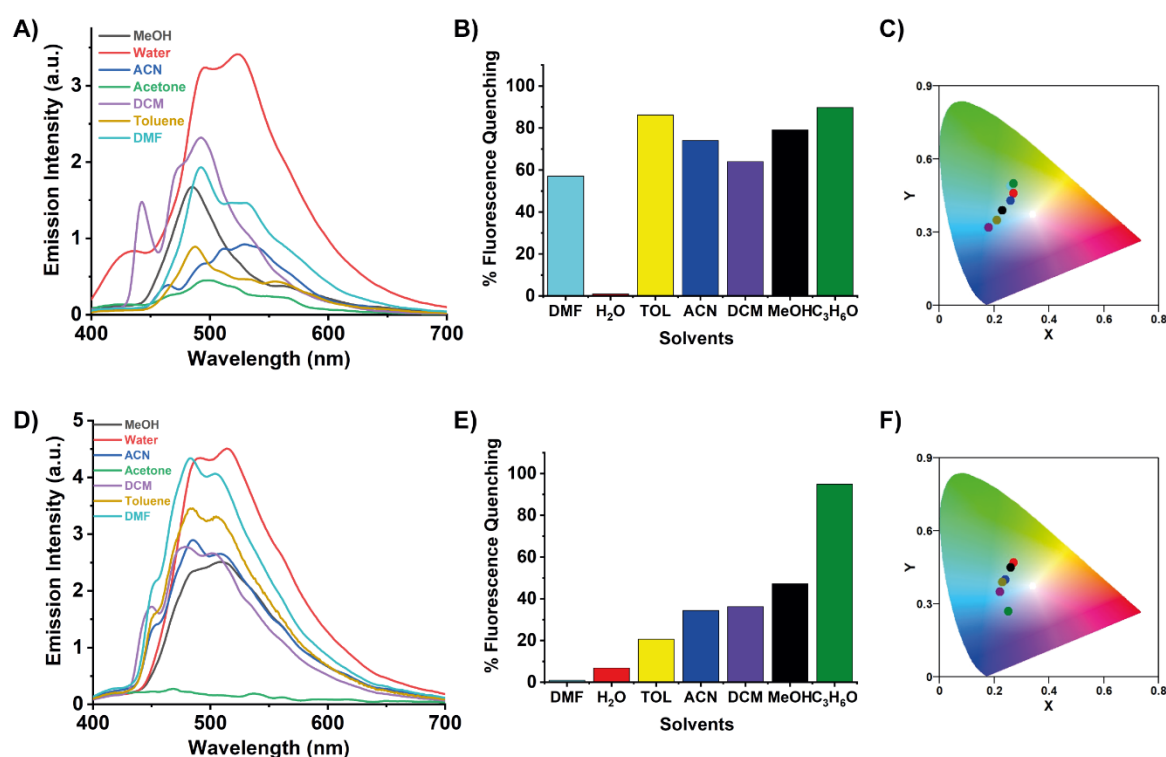 A)
Emission Intensity (a.u.)
3
2
1
0
MeOH
Water
ACN
Acetone
DCM
Toluene
DMF
400 500 600 700
Wavelength (nm)
B)
% Fluorescence Quenching
100
80
60
40
20
0
DMF H₂O TOL ACN DCM MeOH C₃H₆O
Solvents
C)
Y
0.9
0.6
0.3
0
0 0.2 0.4 0.6 0.8
X
D)
Emission Intensity (a.u.)
5
4
3
2
1
0
MeOH
Water
ACN
Acetone
DCM
Toluene
DMF
400 500 600 700
Wavelength (nm)
E)
% Fluorescence Quenching
100
80
60
40
20
0
DMF H₂O TOL ACN DCM MeOH C₃H₆O
Solvents
F)
Y
0.9
0.6
0.3
0
0 0.2 0.4 0.6 0.8
X